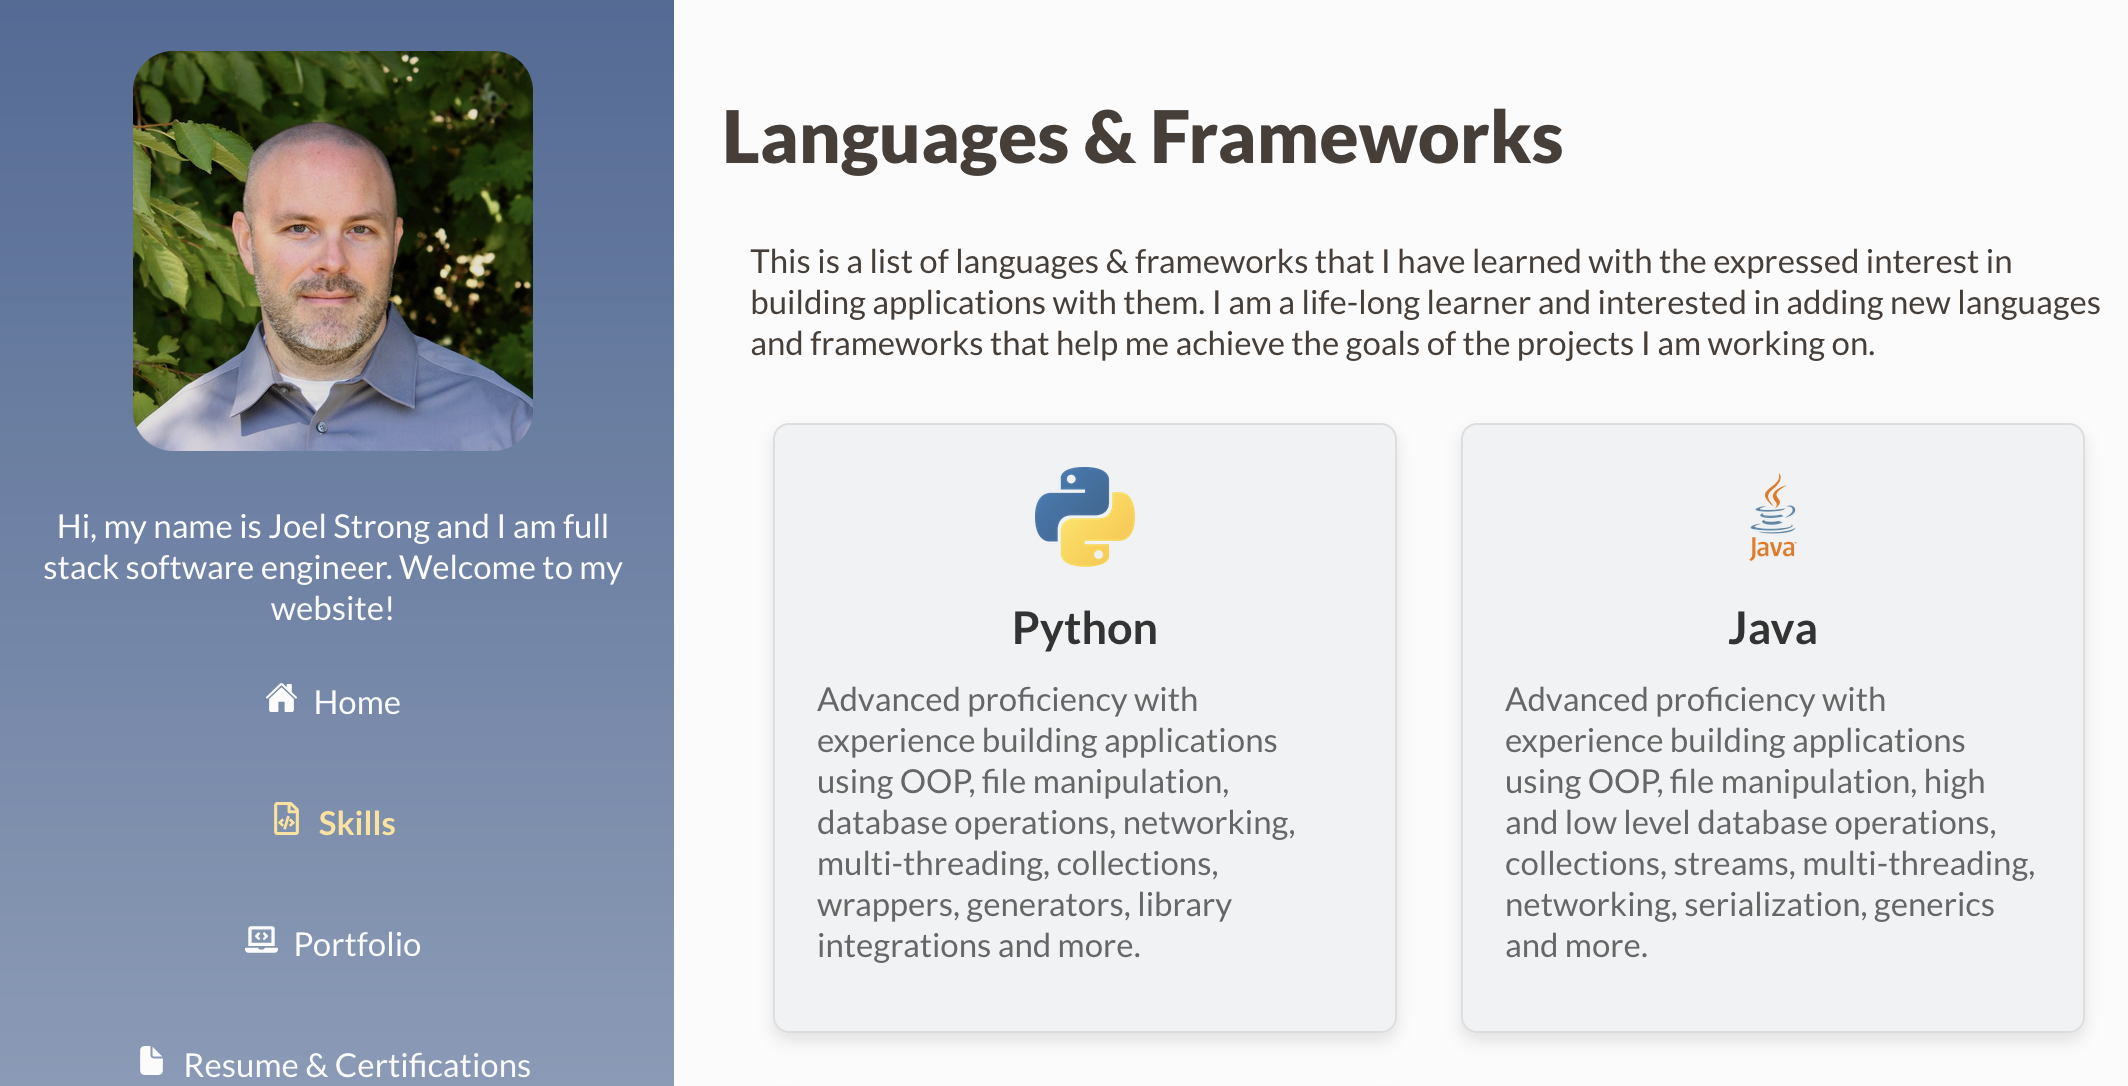 Hi, my name is Joel Strong and I am full
stack software engineer. Welcome to my
website!
Home
Skills
Portfolio
Resume & Certifications
Languages & Frameworks
This is a list of languages & frameworks that I have learned with the expressed interest in
building applications with them. I am a life-long learner and interested in adding new languages
and frameworks that help me achieve the goals of the projects I am working on.
Python
Advanced proficiency with
experience building applications
using OOP, file manipulation,
database operations, networking,
multi-threading, collections,
wrappers, generators, library
integrations and more.
Java
Java
Advanced proficiency with
experience building applications
using OOP, file manipulation, high
and low level database operations,
collections, streams, multi-threading,
networking, serialization, generics
and more.